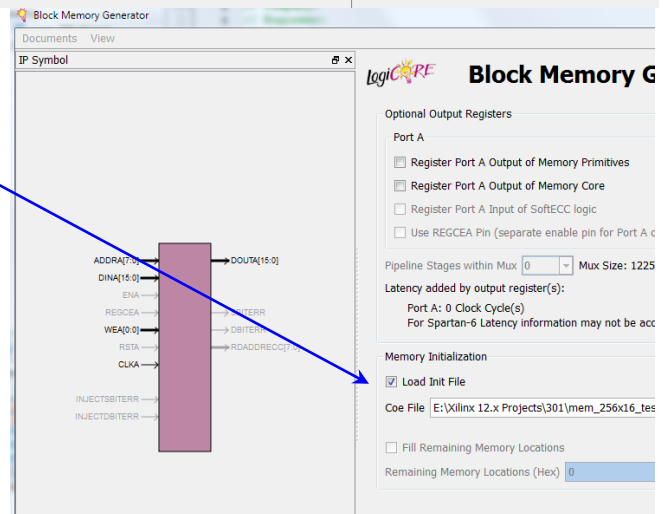 Block Memory Generator
Documents View
IP Symbol
LogiCORE
Block Memory G
Optional Output Registers
Port A
Register Port A Output of Memory Primitives
Register Port A Output of Memory Core
Register Port A Input of SoftECC logic
Use REGCEA Pin (separate enable pin for Port A o
Pipeline Stages within Mux 0 Mux Size: 1225
Latency added by output register(s):
Port A: 0 Clock Cycle(s)
For Spartan-6 Latency information may not be acc
Memory Initialization
Load Init File
Coe File E:\Xilinx 12.x Projects\301\mem_256x16_tes
Fill Remaining Memory Locations
Remaining Memory Locations (Hex) 0
ADDRA[7:0] DOUTA[15:0]
DINA[15:0]
ENA
REGCEA SBITERR
WEA[0:0] DBITERR
RSTA RDADDRECC[7:0]
CLKA
INJECTSBITERR
INJECTDBITERR